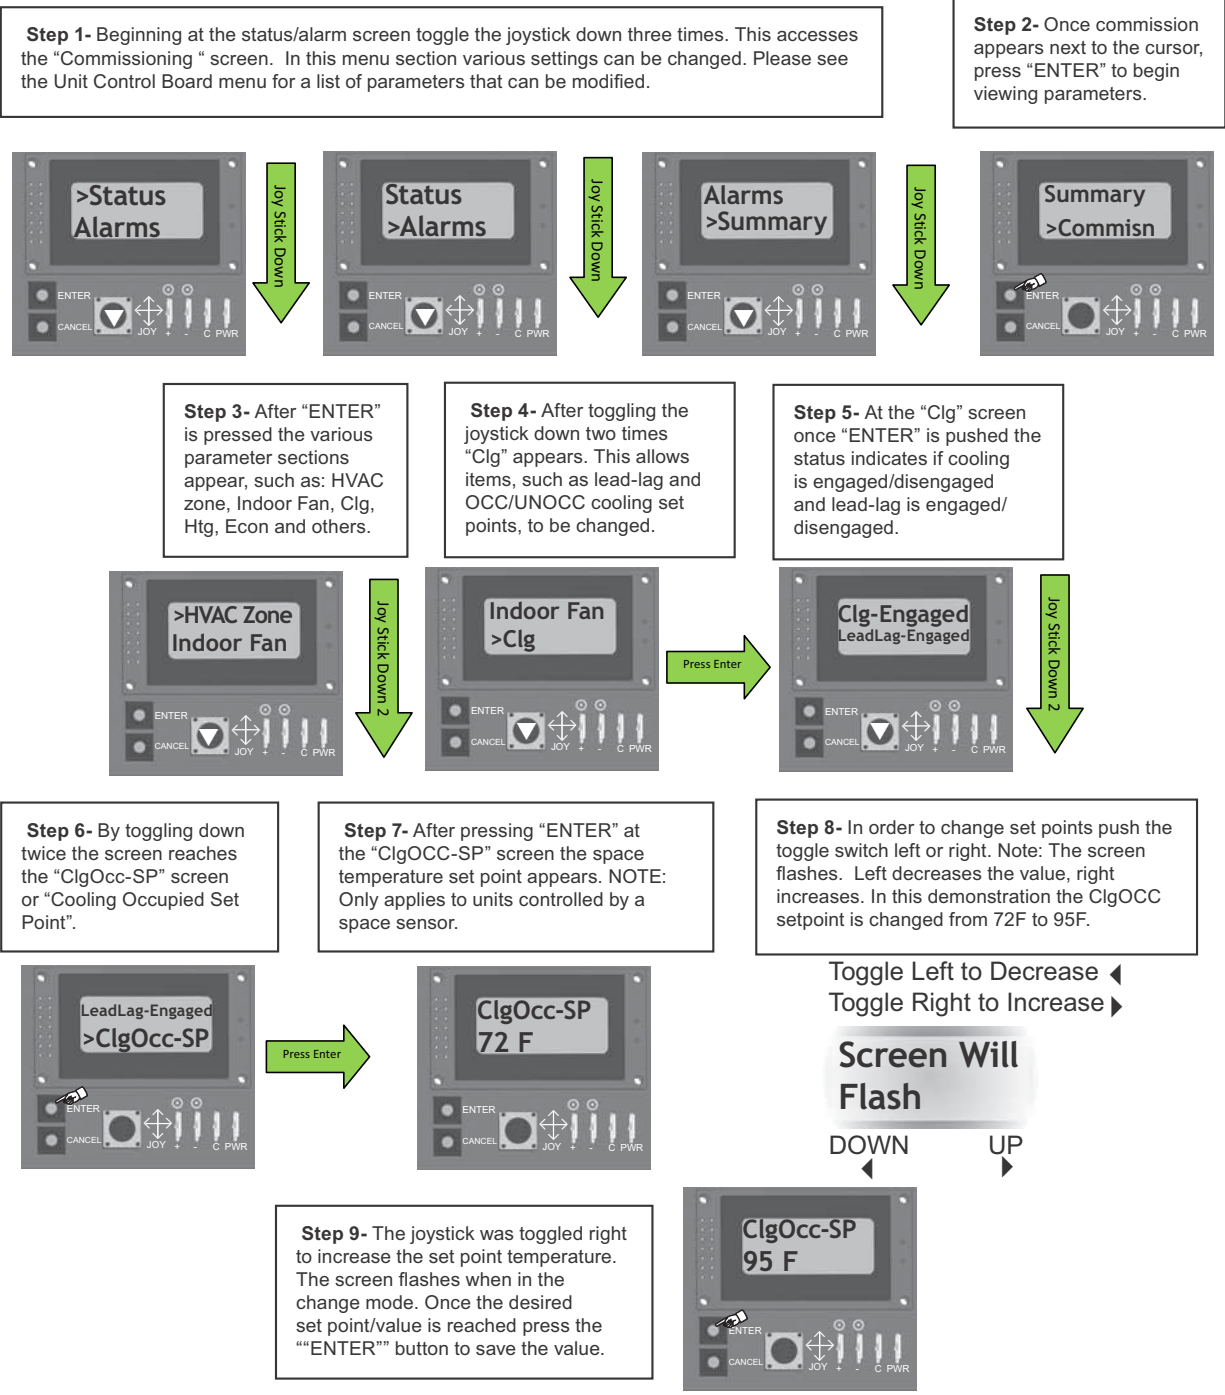 Step 1- Beginning at the status/alarm screen toggle the joystick down three times. This accesses
the “Commissioning “ screen.  In this menu section various settings can be changed. Please see
the Unit Control Board menu for a list of parameters that can be modified.
Step 2- Once commission
appears next to the cursor,
press “ENTER” to begin
viewing parameters.
>Status
Alarms
ENTER
CANCEL
JOY + - C PWR
Joy Stick Down
Status
>Alarms
ENTER
CANCEL
JOY + - C PWR
Joy Stick Down
Alarms
>Summary
ENTER
CANCEL
JOY + - C PWR
Joy Stick Down
Summary
>Commisn
ENTER
CANCEL
JOY + - C PWR
Step 3- After “ENTER”
is pressed the various
parameter sections
appear, such as: HVAC
zone, Indoor Fan, Clg,
Htg, Econ and others.
Step 4- After toggling the
joystick down two times
“Clg” appears. This allows
items, such as lead-lag and
OCC/UNOCC cooling set
points, to be changed.
Step 5- At the “Clg” screen
once “ENTER” is pushed the
status indicates if cooling
is engaged/disengaged
and lead-lag is engaged/
disengaged.
>HVAC Zone
Indoor Fan
ENTER
CANCEL
JOY + - C PWR
Joy Stick Down 2
Indoor Fan
>Clg
ENTER
CANCEL
JOY + - C PWR
Press Enter
Clg-Engaged
LeadLag-Engaged
ENTER
CANCEL
JOY + - C PWR
Joy Stick Down 2
Step 6- By toggling down
twice the screen reaches
the “ClgOcc-SP” screen
or “Cooling Occupied Set
Point”.
Step 7- After pressing “ENTER” at
the “ClgOCC-SP” screen the space
temperature set point appears. NOTE:
Only applies to units controlled by a
space sensor.
Step 8- In order to change set points push the
toggle switch left or right. Note: The screen
flashes.  Left decreases the value, right
increases. In this demonstration the ClgOCC
setpoint is changed from 72F to 95F.
LeadLag-Engaged
>ClgOcc-SP
ENTER
CANCEL
JOY + - C PWR
Press Enter
ClgOcc-SP
72 F
ENTER
CANCEL
JOY + - C PWR
Toggle Left to Decrease
Toggle Right to Increase
Screen Will
Flash
DOWN UP
Step 9- The joystick was toggled right
to increase the set point temperature.
The screen flashes when in the
change mode. Once the desired
set point/value is reached press the
““ENTER”” button to save the value.
ClgOcc-SP
95 F
ENTER
CANCEL
JOY + - C PWR